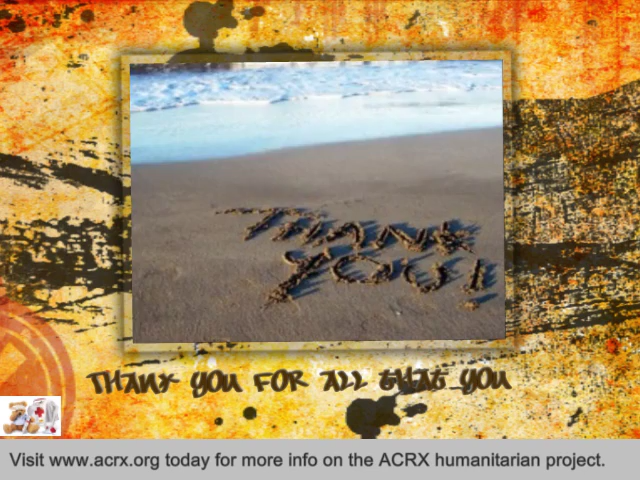 THANK
YOU!
THANK YOU FOR ALL THAT YOU
Visit www.acrx.org today for more info on the ACRX humanitarian project.